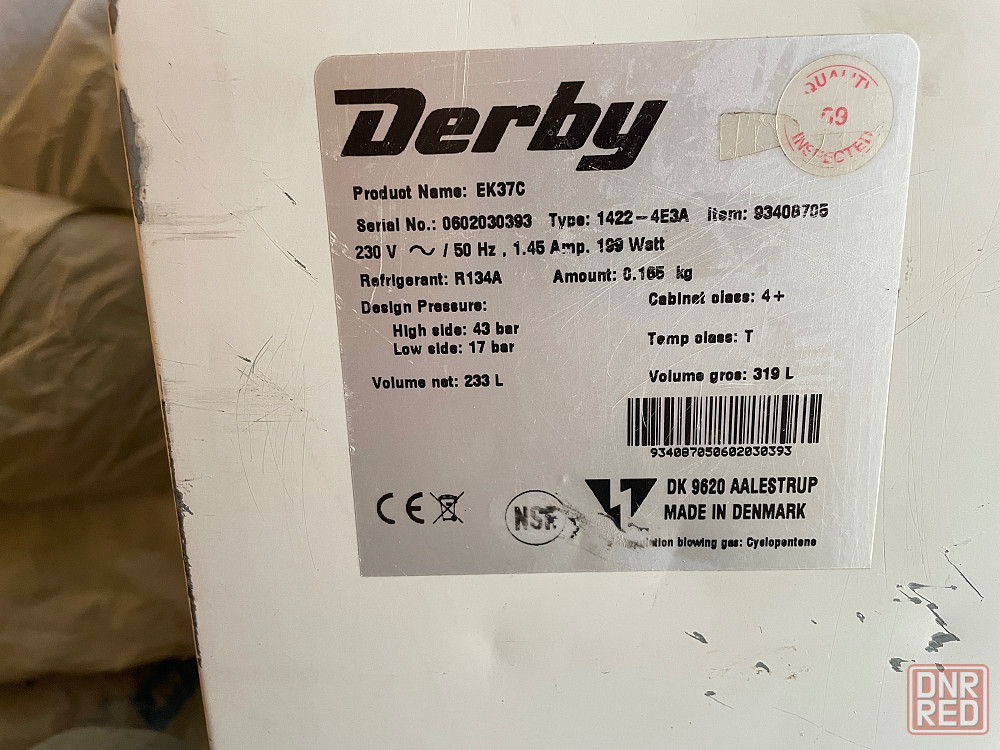 Derby
QUALIT
69
INSPECTED
Product Name: EK37C
Serial No.: 0602030393 Type: 1422-4E3A Item: 93408705
230 V ~ / 50 Hz , 1.45 Amp. 199 Watt
Refrigerant: R134A Amount: 0.165 kg
Design Pressure: Cabinet class: 4+
High side: 43 bar
Low side: 17 bar Temp class: T
Volume net: 233 L Volume gros: 319 L
934087050602030393
CE NSF DK 9620 AALESTRUP
MADE IN DENMARK
blowing gas: Cyclopentene
DNR
RED